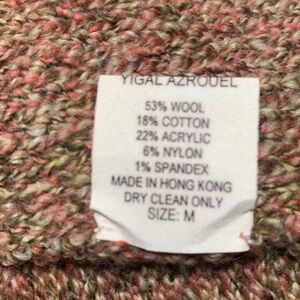 YIGAL AZROUEL
53% WOOL
18% COTTON
22% ACRYLIC
6% NYLON
1% SPANDEX
MADE IN HONG KONG
DRY CLEAN ONLY
SIZE: M